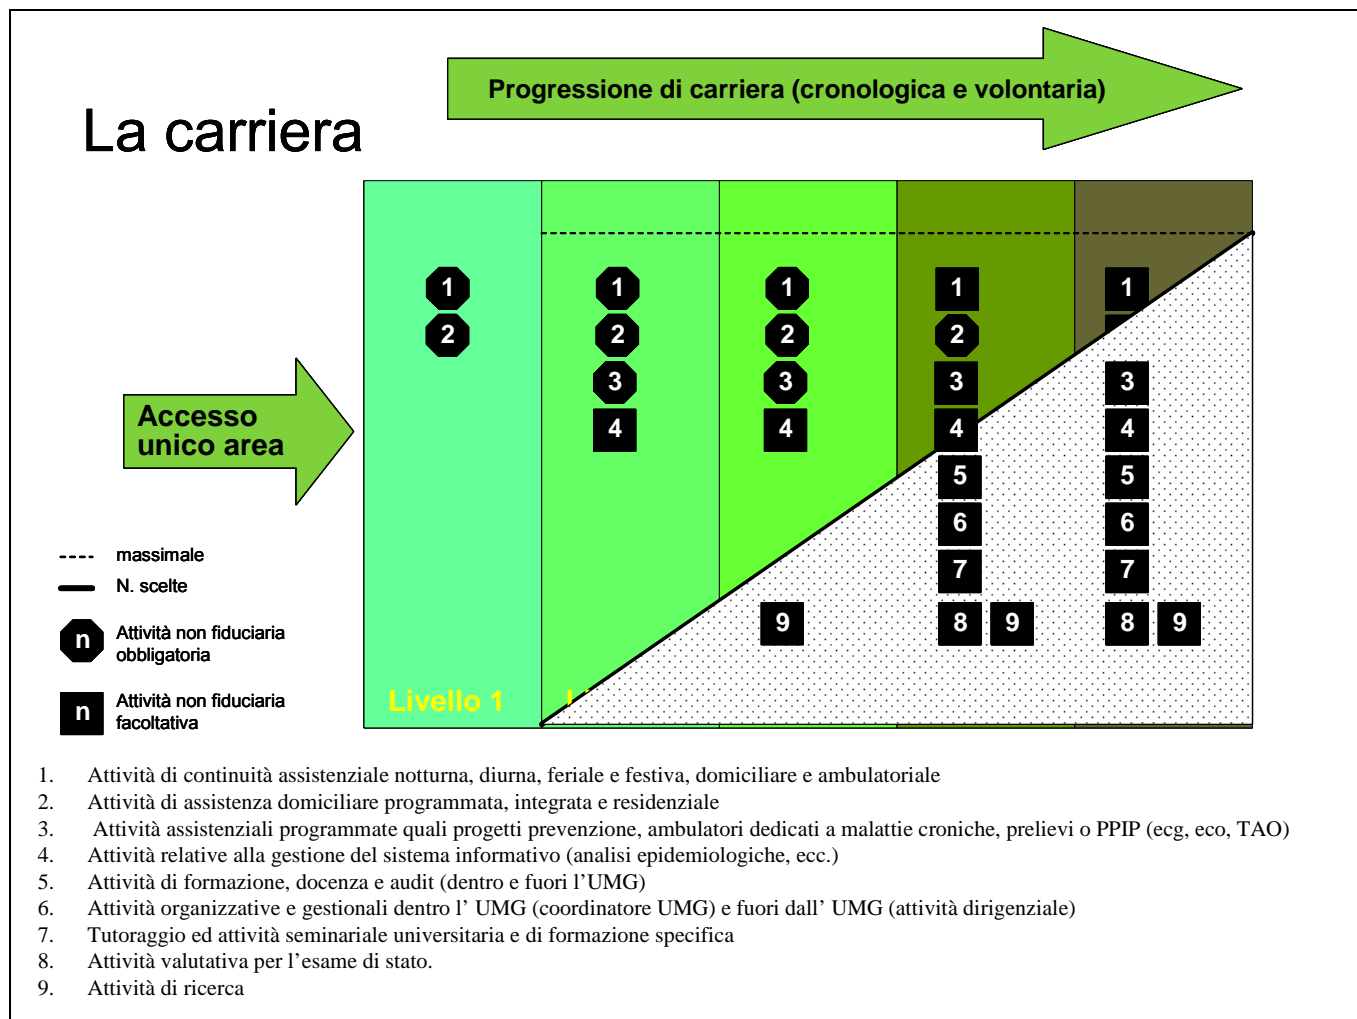 Progressione di carriera (cronologica e volontaria)
La carriera
1 1 1 1 1
2 2 2 2
3 3 3 3
4 4 4 4
Accesso
unico area
5 5
6 6
7 7
9 8 9 8 9
massimale
N. scelte
n Attività non fiduciaria
obbligatoria
n Attività non fiduciaria
facoltativa
Livello 1
1. Attività di continuità assistenziale notturna, diurna, feriale e festiva, domiciliare e ambulatoriale
2. Attività di assistenza domiciliare programmata, integrata e residenziale
3. Attività assistenziali programmate quali progetti prevenzione, ambulatori dedicati a malattie croniche, prelievi o PPIP (ecg, eco, TAO)
4. Attività relative alla gestione del sistema informativo (analisi epidemiologiche, ecc.)
5. Attività di formazione, docenza e audit (dentro e fuori l’UMG)
6. Attività organizzative e gestionali dentro l’ UMG (coordinatore UMG) e fuori dall’ UMG (attività dirigenziale)
7. Tutoraggio ed attività seminariale universitaria e di formazione specifica
8. Attività valutativa per l’esame di stato.
9. Attività di ricerca